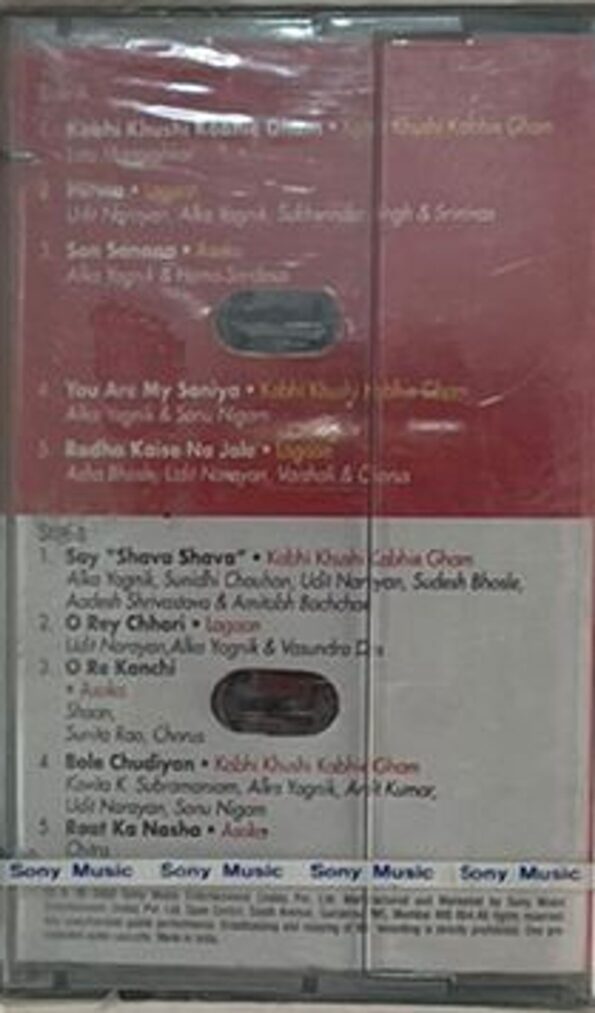 1. Kabhi Khushi Kabhie Gham • Kabhi Khushi Kabhie Gham
Lata Mangeshkar
2. Mitwa • Lagaan
Udit Narayan, Alka Yagnik, Sukhwinder Singh & Srinivas
3. San Sanana • Asoka
Alka Yagnik & Hema Sardesai
4. You Are My Soniya • Kabhi Khushi Kabhie Gham
Alka Yagnik & Sonu Nigam
5. Radha Kaise Na Jale • Lagaan
Asha Bhosle, Udit Narayan, Vaishali & Chorus
Side-B
1. Say "Shava Shava" • Kabhi Khushi Kabhie Gham
Alka Yagnik, Sunidhi Chauhan, Udit Narayan, Sudesh Bhosle,
Aadesh Shrivastava & Amitabh Bachchan
2. O Rey Chhori • Lagaan
Udit Narayan, Alka Yagnik & Vasundra Das
3. O Re Kanchi
• Asoka
Shaan,
Sunita Rao, Chorus
4. Bole Chudiyan • Kabhi Khushi Kabhie Gham
Kavita K. Subramaniam, Alka Yagnik, Amit Kumar,
Udit Narayan, Sonu Nigam
5. Raat Ka Nasha • Asoka
Chitra
Sony Music Sony Music Sony Music Sony Music